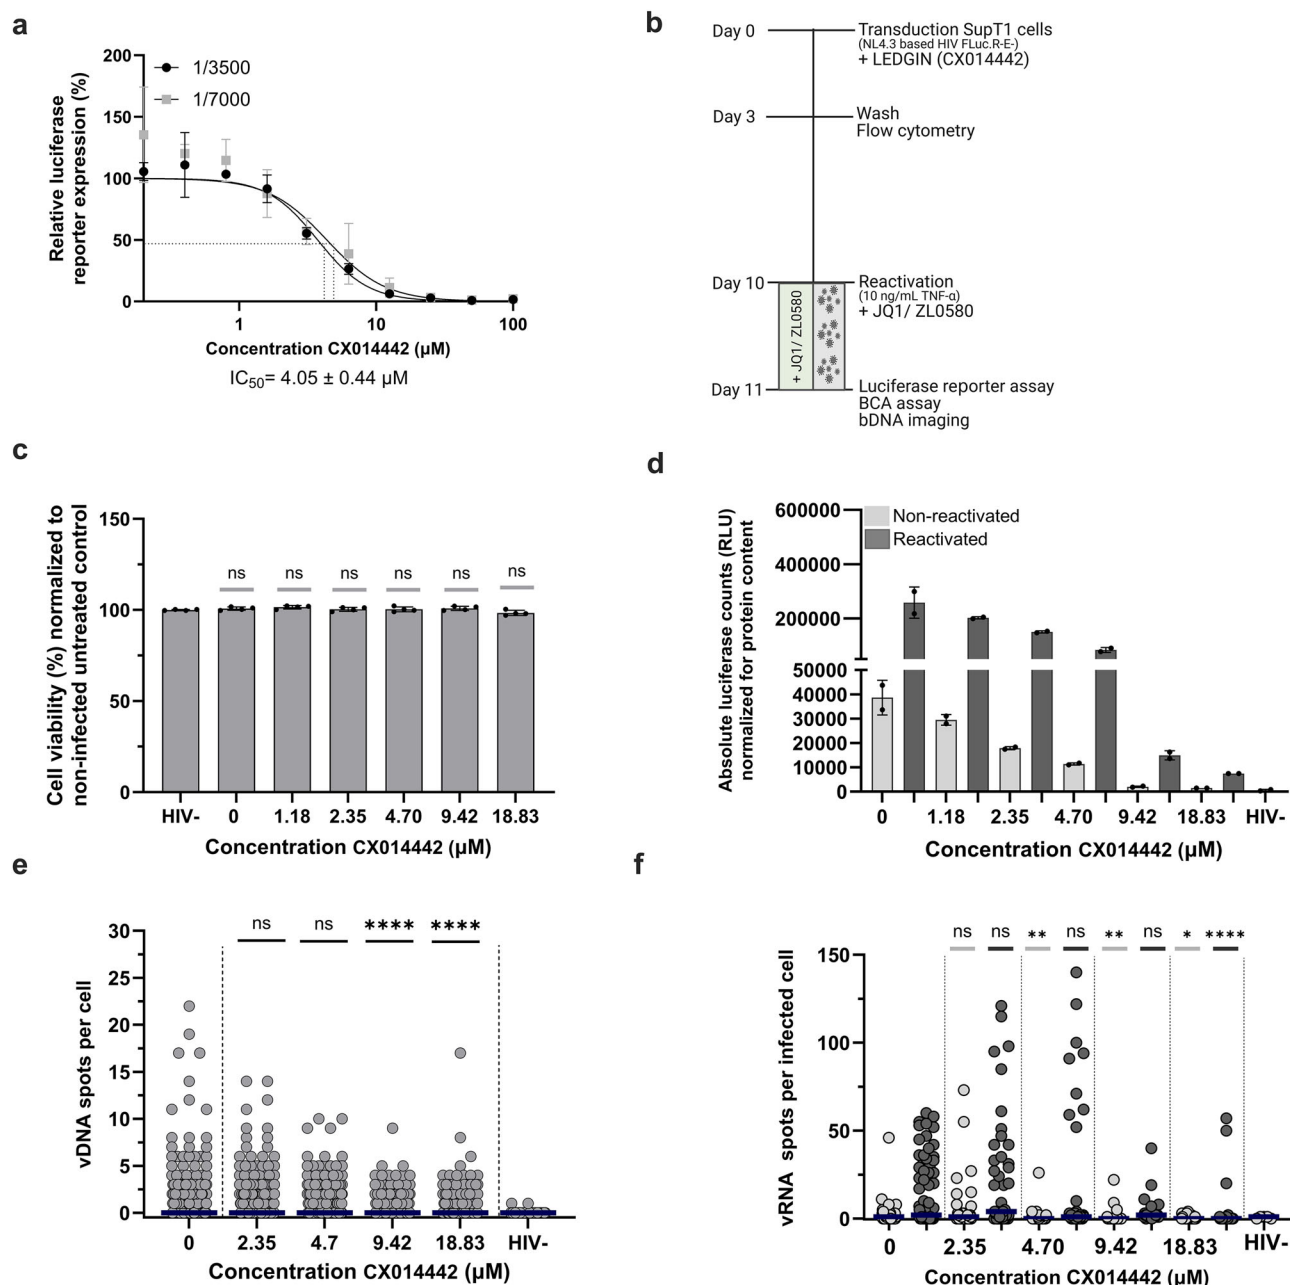 a
200
150
100
50
0
1/3500
1/7000
Relative luciferase
reporter expression (%)
1
10
100
Concentration CX014442 (µM)
IC50= 4.05 ± 0.44 µM
b
Day 0
Transduction SupT1 cells
(NL4.3 based HIV FLuc.R-E-)
+ LEDGIN (CX014442)
Day 3
Wash
Flow cytometry
Day 10
Reactivation
(10 ng/mL TNF-α)
+ JQ1/ ZL0580
+ JQ1/ ZL0580
Day 11
Luciferase reporter assay
BCA assay
bDNA imaging
c
Cell viability (%) normalized to
non-infected untreated control
150
100
50
0
ns ns ns ns ns ns
HIV- 0 1.18 2.35 4.70 9.42 18.83
Concentration CX014442 (µM)
d
Absolute luciferase counts (RLU)
normalized for protein content
600000
400000
200000
50000
40000
30000
20000
10000
0
Non-reactivated
Reactivated
0 1.18 2.35 4.70 9.42 18.83 HIV-
Concentration CX014442 (µM)
e
vDNA spots per cell
30
25
20
15
10
5
0
ns ns **** ****
0 2.35 4.7 9.42 18.83 HIV-
Concentration CX014442 (µM)
f
vRNA spots per infected cell
150
100
50
0
ns ns ** ns ** ns * ****
0 2.35 4.70 9.42 18.83 HIV-
Concentration CX014442 (µM)